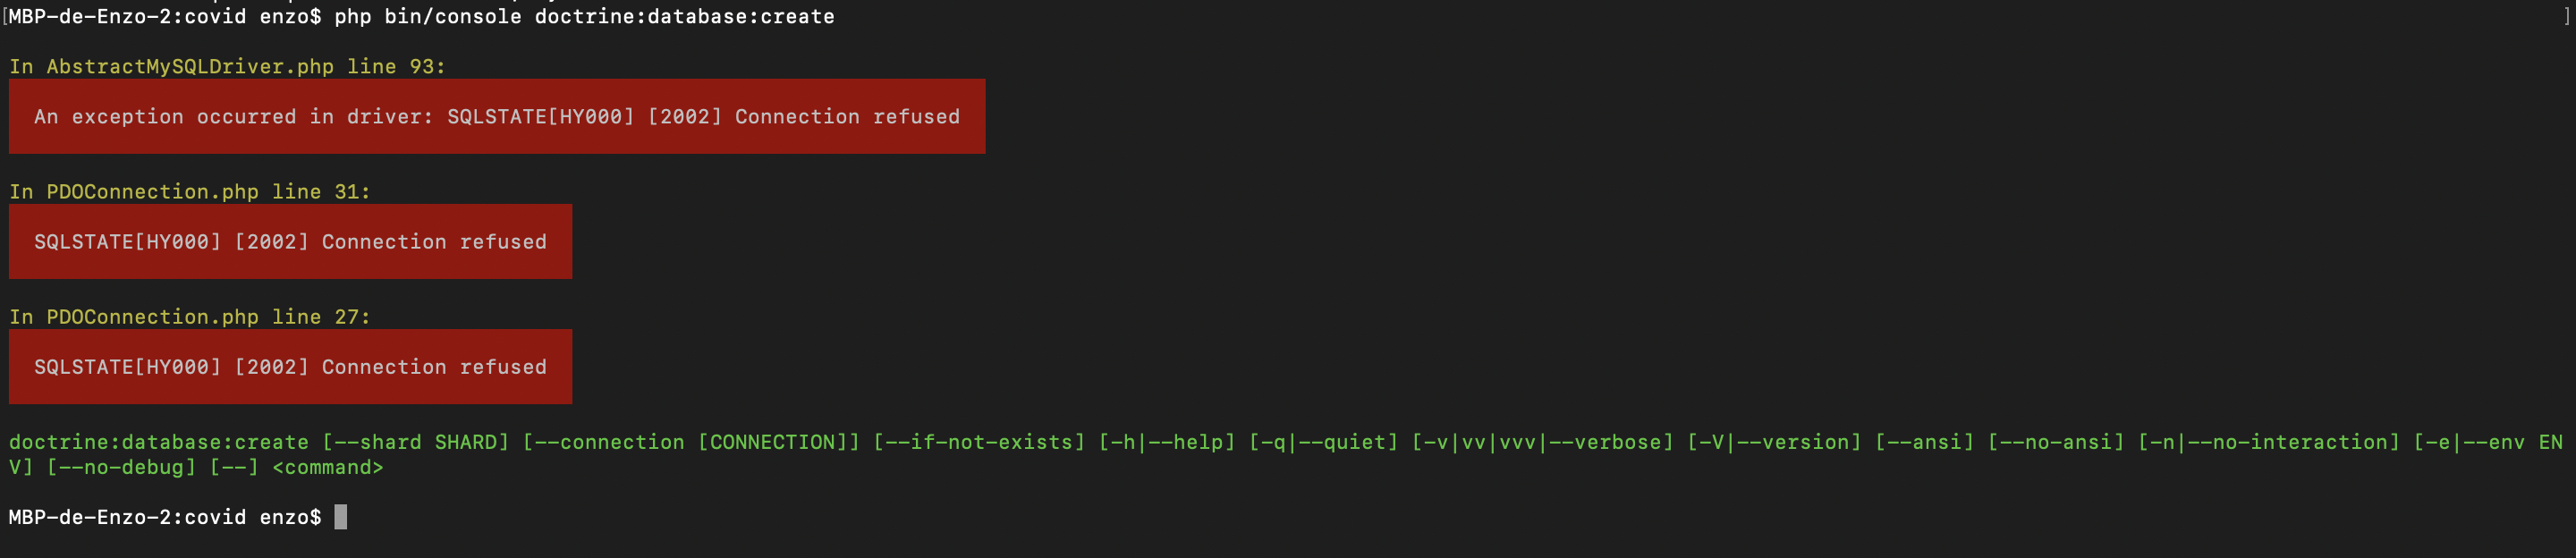 [MBP-de-Enzo-2:covid enzo$ php bin/console doctrine:database:create ]
In AbstractMySQLDriver.php line 93:
An exception occurred in driver: SQLSTATE[HY000] [2002] Connection refused
In PDOConnection.php line 31:
SQLSTATE[HY000] [2002] Connection refused
In PDOConnection.php line 27:
SQLSTATE[HY000] [2002] Connection refused
doctrine:database:create [--shard SHARD] [--connection [CONNECTION]] [--if-not-exists] [-h|--help] [-q|--quiet] [-v|vv|vvv|--verbose] [-V|--version] [--ansi] [--no-ansi] [-n|--no-interaction] [-e|--env EN
V] [--no-debug] [--] <command>
MBP-de-Enzo-2:covid enzo$